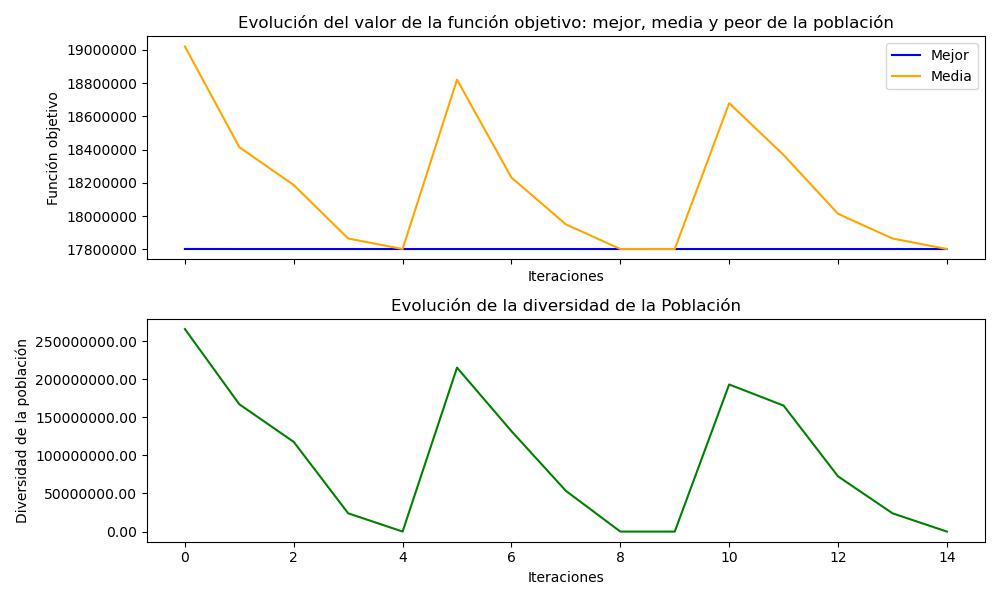 Evolución del valor de la función objetivo: mejor, media y peor de la población
19000000
18800000
18600000
18400000
18200000
18000000
17800000
Función objetivo
Mejor
Media
Iteraciones
Evolución de la diversidad de la Población
250000000.00
200000000.00
150000000.00
100000000.00
50000000.00
0.00
Diversidad de la población
0 2 4 6 8 10 12 14
Iteraciones